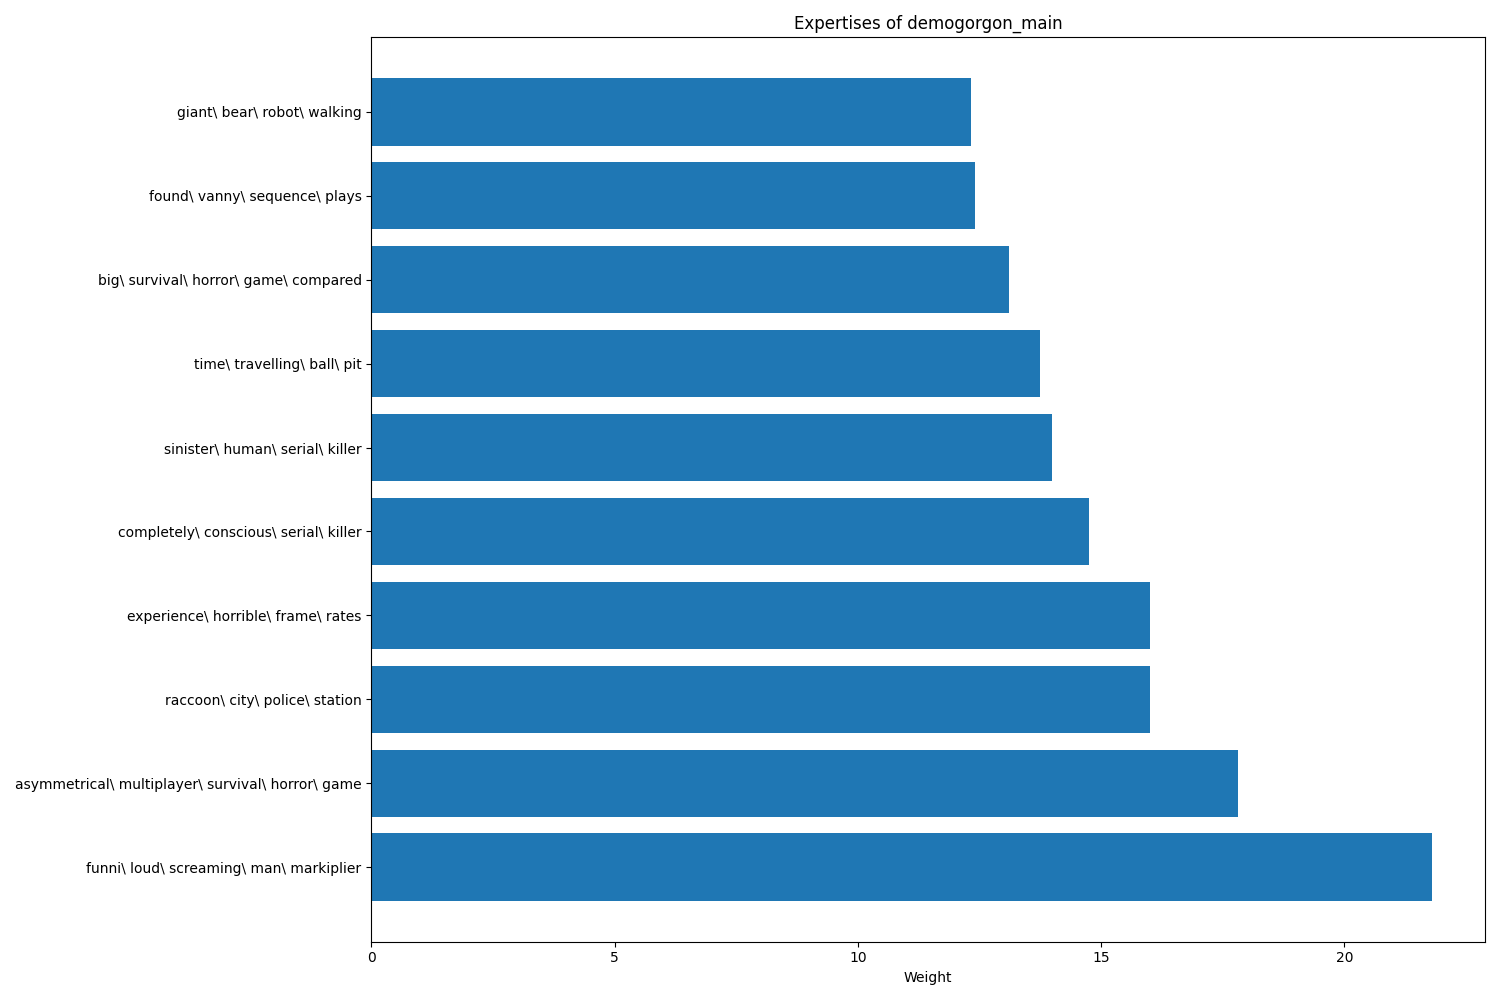 Expertises of demogorgon_main
giant\ bear\ robot\ walking
found\ vanny\ sequence\ plays
big\ survival\ horror\ game\ compared
time\ travelling\ ball\ pit
sinister\ human\ serial\ killer
completely\ conscious\ serial\ killer
experience\ horrible\ frame\ rates
raccoon\ city\ police\ station
asymmetrical\ multiplayer\ survival\ horror\ game
funni\ loud\ screaming\ man\ markiplier
0 5 10 15 20
Weight